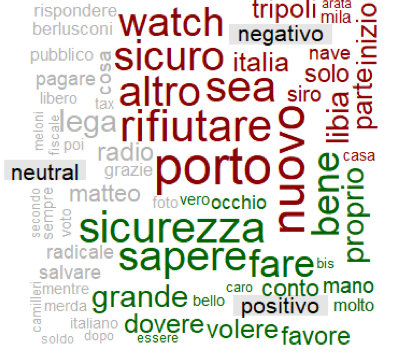 rispondere
berlusconi
watch
tripoli
arata
mila
negativo
inizio
pubblico
cosa
sicuro
italia
nave
solo
parte
pagare
altro
sea
siro
libia
libero
tax
meloni
fiscale
lega
poi
rifiutare
nuovo
radio
grazie
porto
bene
casa
neutral
matteo
foto
vero
occhio
proprio
secondo
sempre
voto
sicurezza
radicale
sapere
fare
bis
salvare
mentre
camilleri
merda
grande
bello
caro
conto
mano
positivo
molto
italiano
soldo
dopo
dovere
essere
volere
favore